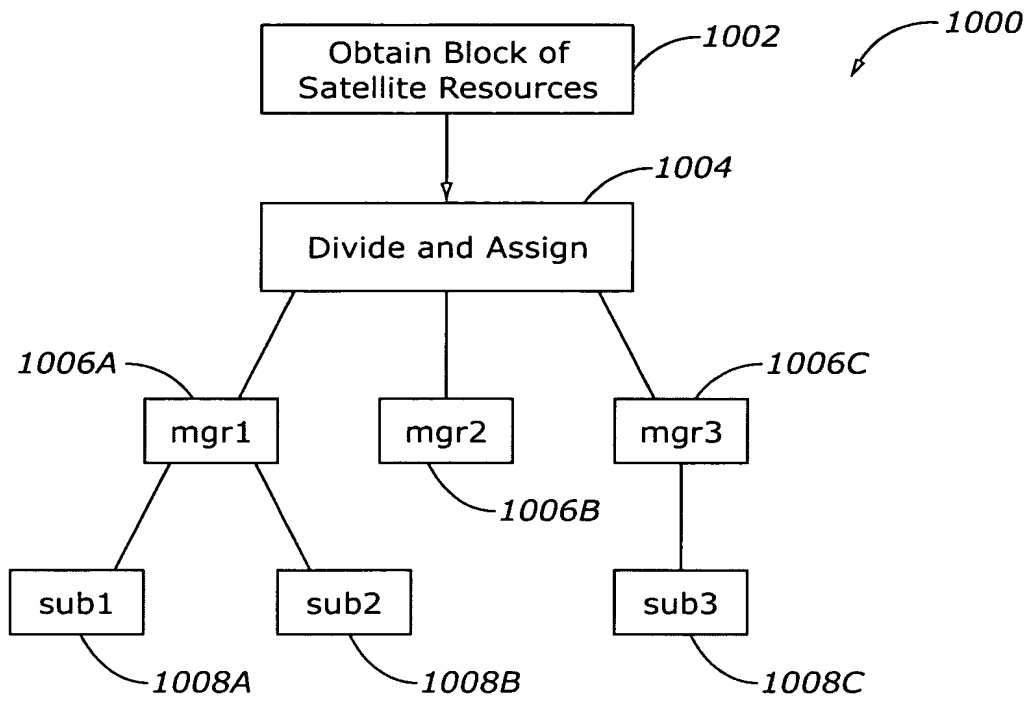 1000
1002
Obtain Block of
Satellite Resources
1004
Divide and Assign
1006A
1006C
mgr1
mgr2
mgr3
1006B
sub1
sub2
sub3
1008A
1008B
1008C